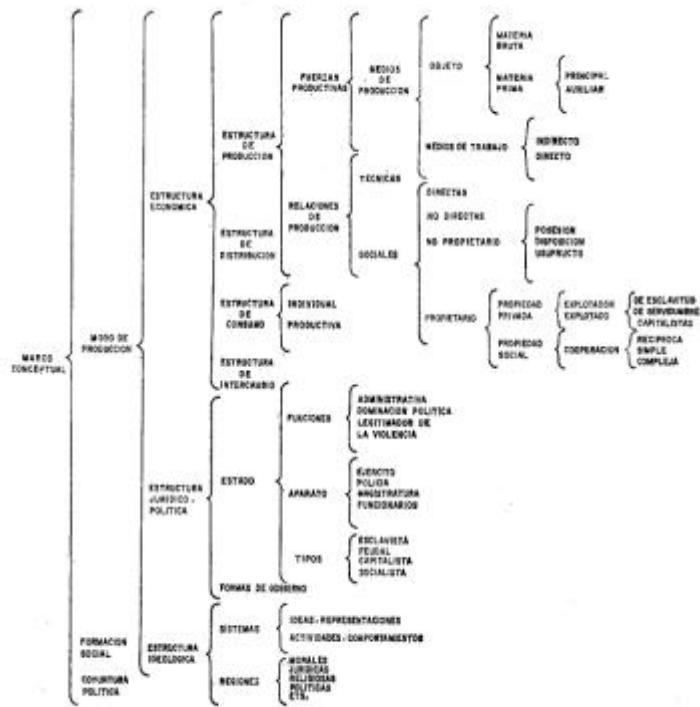 MARCO
CONCEPTUAL
MODO DE
PRODUCCION
FORMACION
SOCIAL
COYUNTURA
POLITICA
ESTRUCTURA
ECONOMICA
ESTRUCTURA
JURIDICO-
POLITICA
ESTRUCTURA
IDEOLOGICA
ESTRUCTURA
DE
PRODUCCION
ESTRUCTURA
DE
DISTRIBUCION
ESTRUCTURA
DE
CONSUMO
ESTRUCTURA
DE
INTERCAMBIO
ESTADO
FORMAS DE GOBIERNO
SISTEMAS
REGIONES
FUERZAS
PRODUCTIVAS
RELACIONES
DE
PRODUCCION
INDIVIDUAL
PRODUCTIVA
FUNCIONES
APARATO
TIPOS
IDEAS-REPRESENTACIONES
ACTIVIDADES-COMPORTAMIENTOS
MORALES
JURIDICAS
RELIGIOSAS
POLITICAS
ETS.
MEDIOS
DE
PRODUCCION
TÉCNICAS
SOCIALES
ADMINISTRATIVA
DOMINACION POLITICA
LEGITIMADOR DE
LA VIOLENCIA
EJERCITO
POLICIA
MAGISTRATURA
FUNCIONARIOS
ESCLAVISTA
FEUDAL
CAPITALISTA
SOCIALISTA
OBJETO
MEDIOS DE TRABAJO
DIRECTAS
NO DIRECTAS
NO PROPIETARIO
PROPIETARIO
MATERIA
BRUTA
MATERIA
PRIMA
PRINCIPAL
AUXILIAR
INDIRECTO
DIRECTO
POSESION
DISPOSICION
USUFRUCTO
PROPIEDAD
PRIVADA
PROPIEDAD
SOCIAL
EXPLOTADOR
EXPLOTADO
COOPERACION
DE ESCLAVITUD
DE SERVIDUMBRE
CAPITALISTAS
RECIPROCA
SIMPLE
COMPLEJA